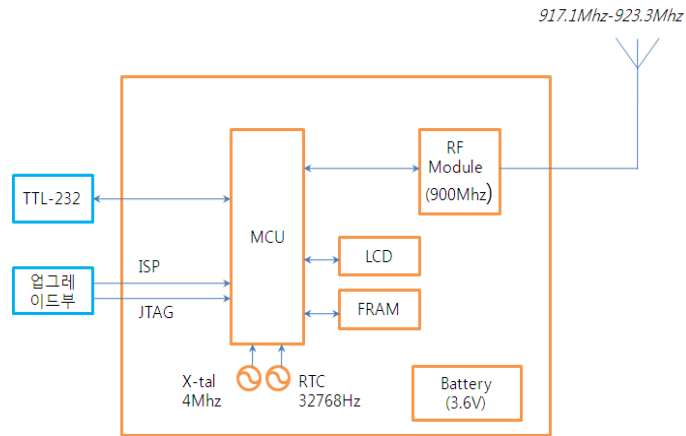 917.1Mhz-923.3Mhz
RF
Module
(900Mhz)
TTL-232
MCU
LCD
업그레
이드부
ISP
JTAG
FRAM
X-tal
4Mhz
RTC
32768Hz
Battery
(3.6V)